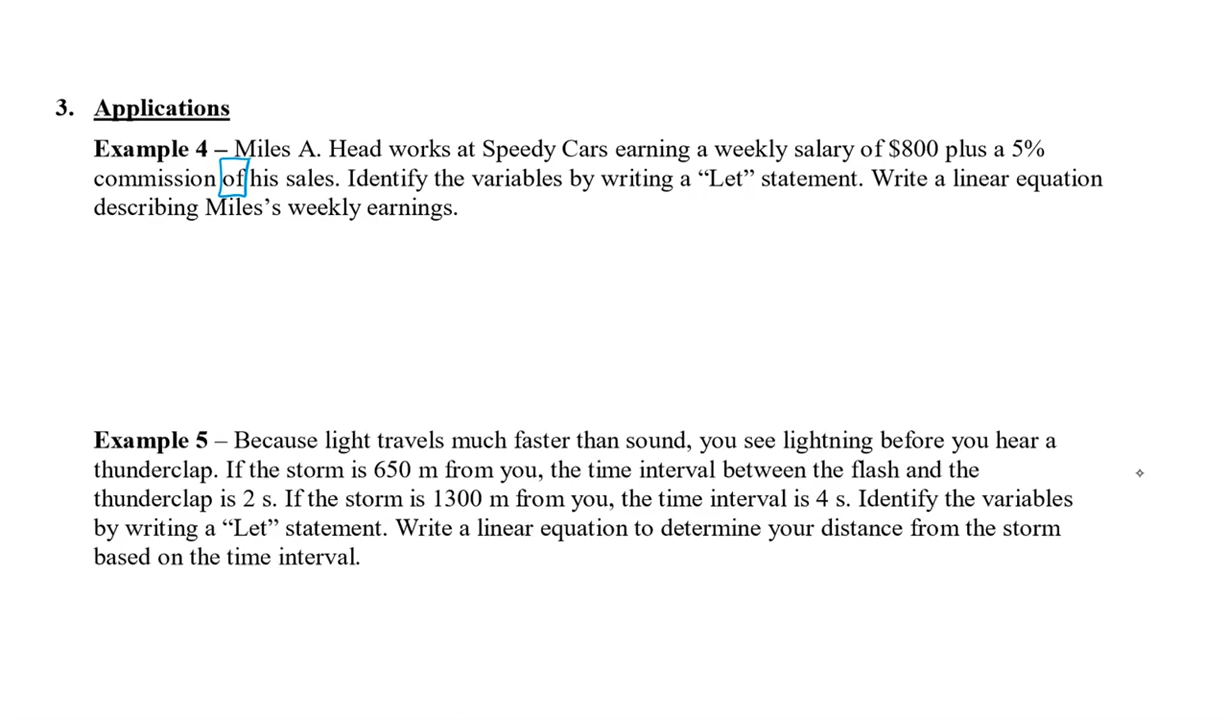 3. Applications
Example 4 – Miles A. Head works at Speedy Cars earning a weekly salary of $800 plus a 5%
commission of his sales. Identify the variables by writing a “Let” statement. Write a linear equation
describing Miles’s weekly earnings.
Example 5 – Because light travels much faster than sound, you see lightning before you hear a
thunderclap. If the storm is 650 m from you, the time interval between the flash and the
thunderclap is 2 s. If the storm is 1300 m from you, the time interval is 4 s. Identify the variables
by writing a “Let” statement. Write a linear equation to determine your distance from the storm
based on the time interval.